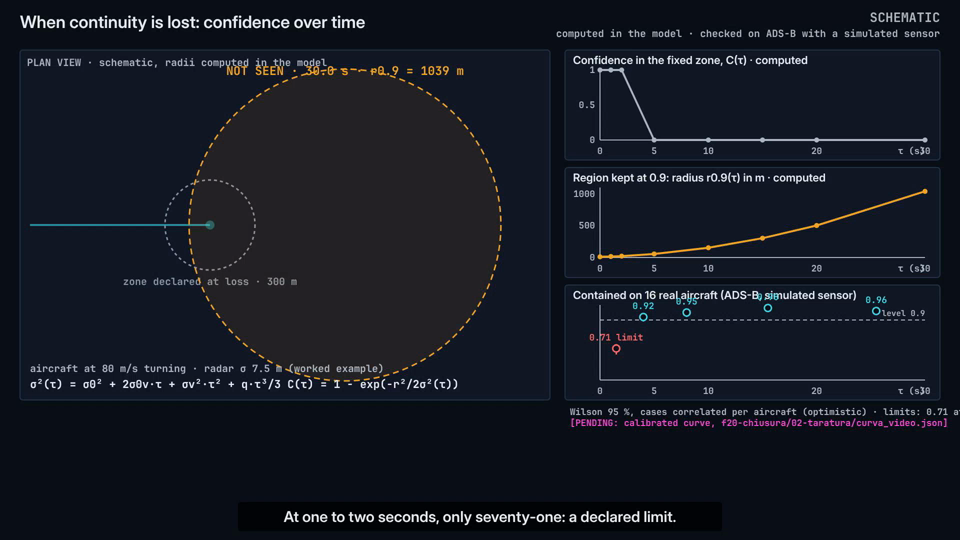 When continuity is lost: confidence over time
SCHEMATIC
computed in the model · checked on ADS-B with a simulated sensor
PLAN VIEW · schematic, radii computed in the model
NOT SEEN · 30.0 s · r0.9 = 1039 m
zone declared at loss · 300 m
aircraft at 80 m/s turning · radar σ 7.5 m (worked example)
σ²(τ) = σ0² + 2σ0v·τ + σv²·τ² + q·τ³/3 C(τ) = 1 - exp(-r²/2σ²(τ))
Confidence in the fixed zone, C(τ) · computed
1
0.5
0
0 5 10 20 τ (s) 30
Region kept at 0.9: radius r0.9(τ) in m · computed
1000
500
0
0 5 10 20 τ (s) 30
Contained on 16 real aircraft (ADS-B, simulated sensor)
0.92 0.95 0.96
level 0.9
0.71 limit
0 5 10 20 τ (s) 30
Wilson 95 %, cases correlated per aircraft (optimistic) · limits: 0.71
[PENDING: calibrated curve, f20-chiusura/02-taratura/curva_video.json]
At one to two seconds, only seventy-one: a declared limit.